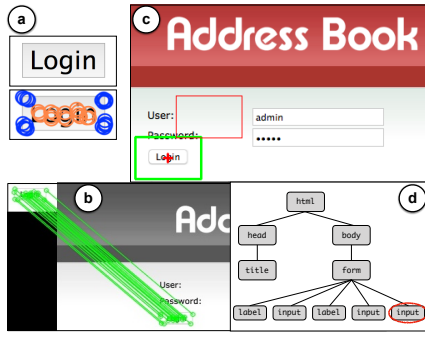 a
Login
Login
c
Address Book
User:
admin
Password:
•••••
Login
b
Add
User:
Password:
d
html
head
body
title
form
label
input
label
input
input